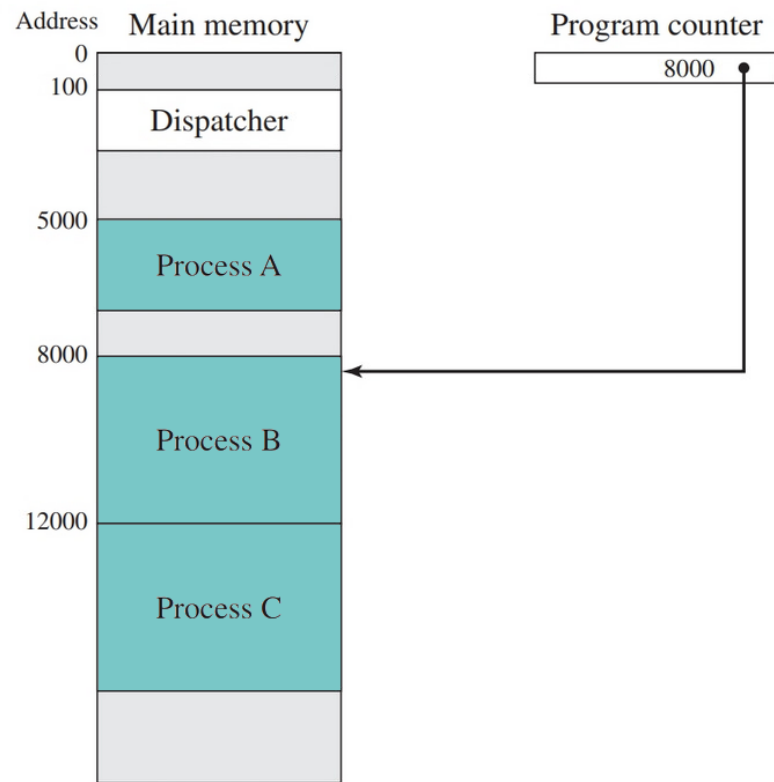 Address Main memory Program counter
0
8000
100
Dispatcher
5000
Process A
8000
Process B
12000
Process C